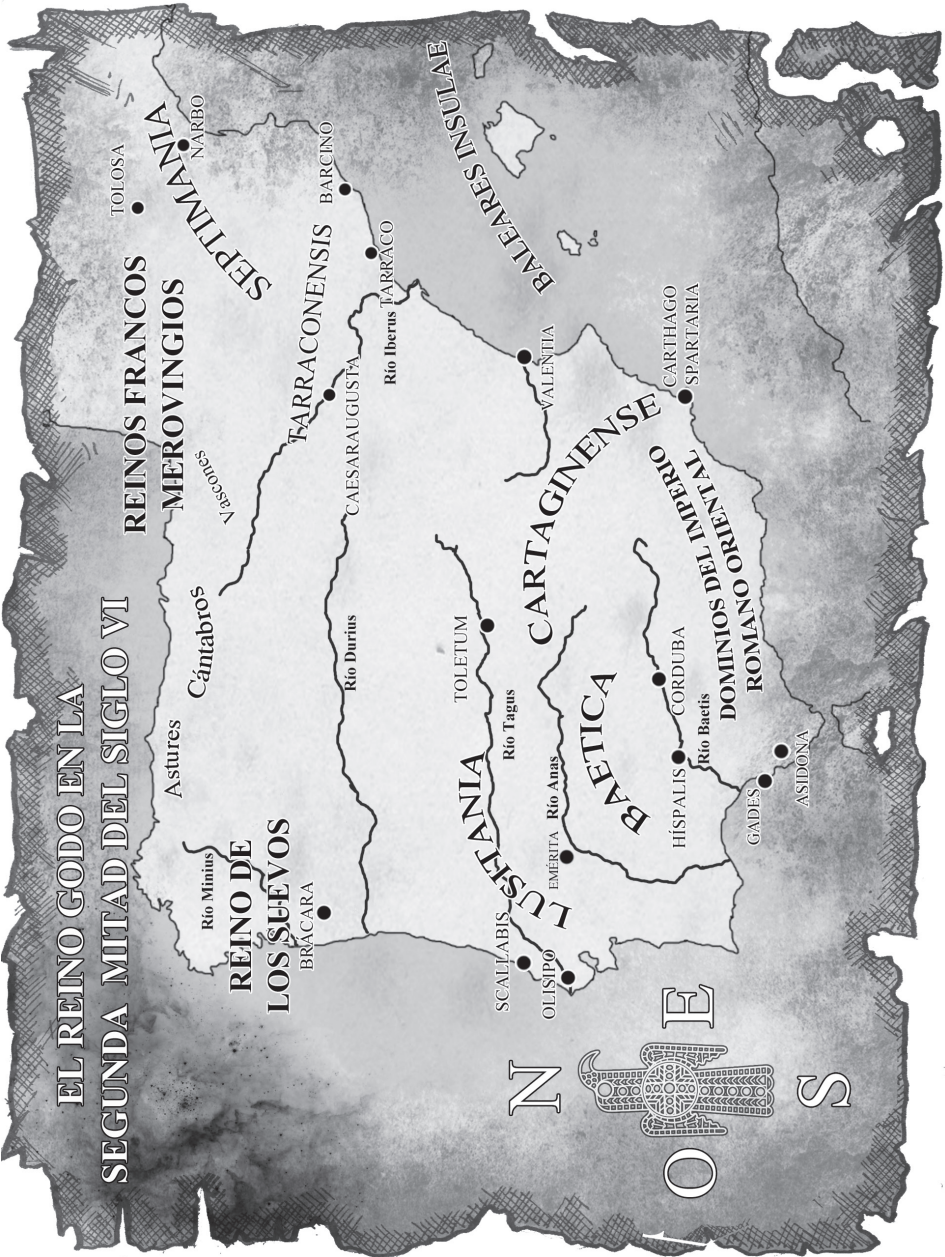 EL REINO GODO EN LA
SEGUNDA MITAD DEL SIGLO VI
REINOS FRANCOS
MEROVINGIOS
TOLOSA
SEPTIMANIA
NARBO
Astures
Cántabros
Vascones
Río Minius
REINO DE
LOS SUEVOS
BRÁCARA
TARRACONENSIS
BARCINO
TARRACO
CAESARAUGUSTA
Río Iberus
Río Durius
BALEARES INSULAE
TOLETUM
VALENTIA
Río Tagus
SCALLABIS
OLISIPO
LUSITANIA
CARTAGINENSE
EMÉRITA
Río Anas
BAETICA
CARTHAGO
SPARTARIA
CORDUBA
HÍSPALIS
Río Baetis
DOMINIOS DEL IMPERIO
ROMANO ORIENTAL
GADES
ASIDONA
N
O
E
S